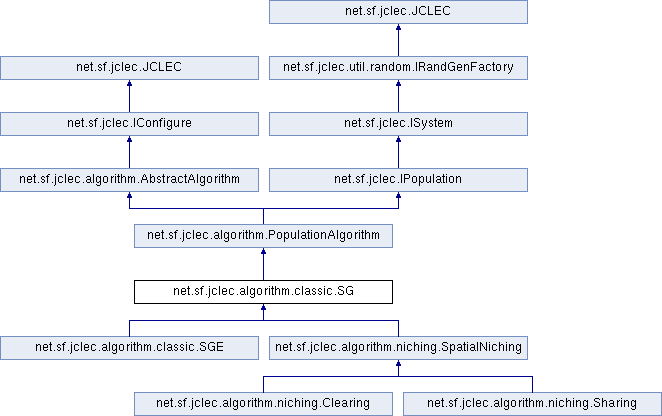 net.sf.jclec.JCLEC
net.sf.jclec.JCLEC
net.sf.jclec.util.random.IRandGenFactory
net.sf.jclec.IConfigure
net.sf.jclec.ISystem
net.sf.jclec.algorithm.AbstractAlgorithm
net.sf.jclec.IPopulation
net.sf.jclec.algorithm.PopulationAlgorithm
net.sf.jclec.algorithm.classic.SG
net.sf.jclec.algorithm.classic.SGE
net.sf.jclec.algorithm.niching.SpatialNiching
net.sf.jclec.algorithm.niching.Clearing
net.sf.jclec.algorithm.niching.Sharing